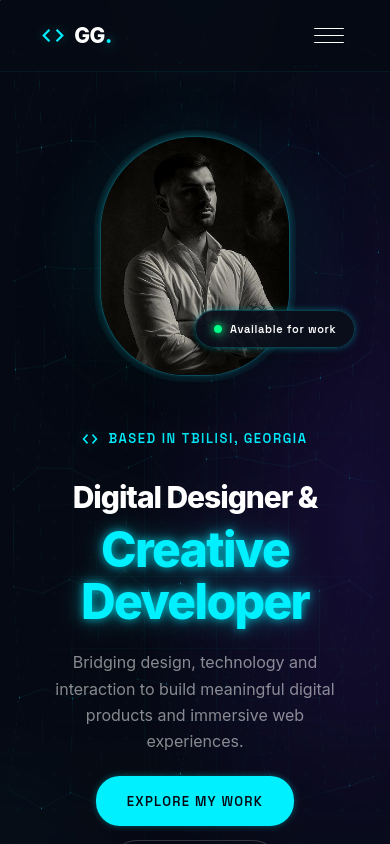 GG.
Available for work
BASED IN TBILISI, GEORGIA
Digital Designer &
Creative
Developer
Bridging design, technology and
interaction to build meaningful digital
products and immersive web
experiences.
EXPLORE MY WORK